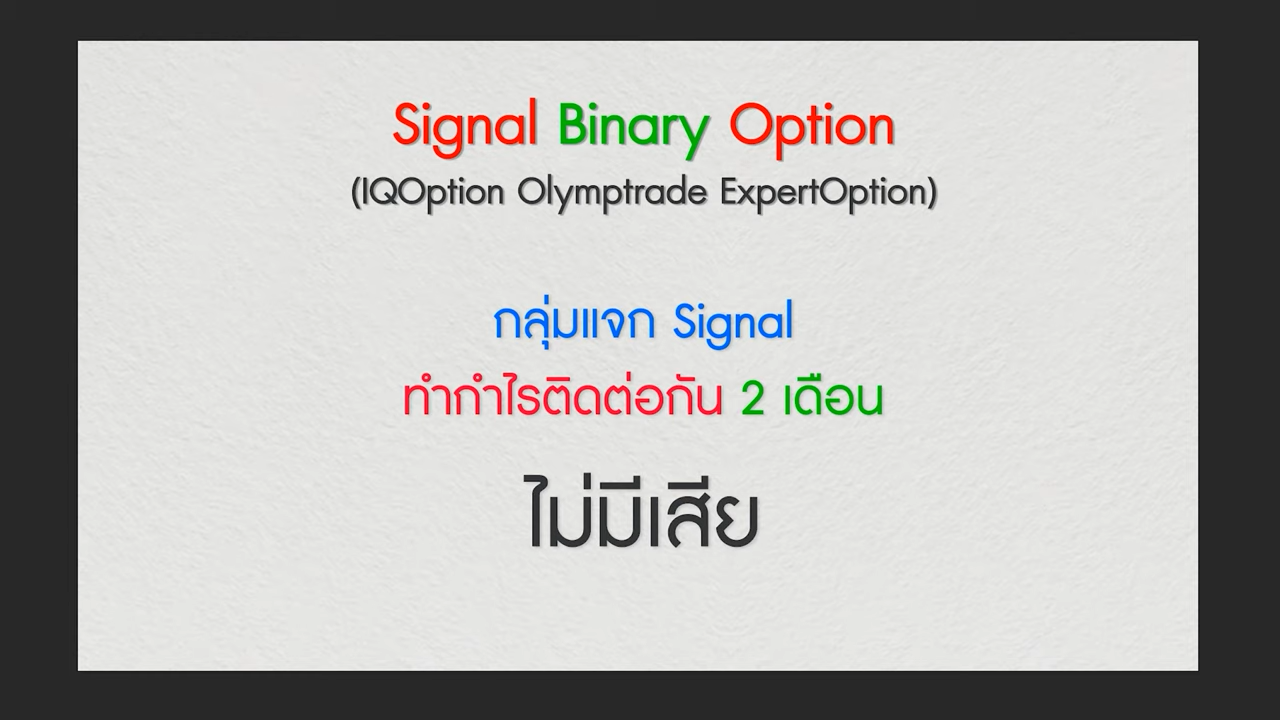 Signal Binary Option
(IQOption Olymptrade ExpertOption)
กลุ่มแจก Signal
ทำกำไรติดต่อกัน 2 เดือน
ไม่มีเสีย